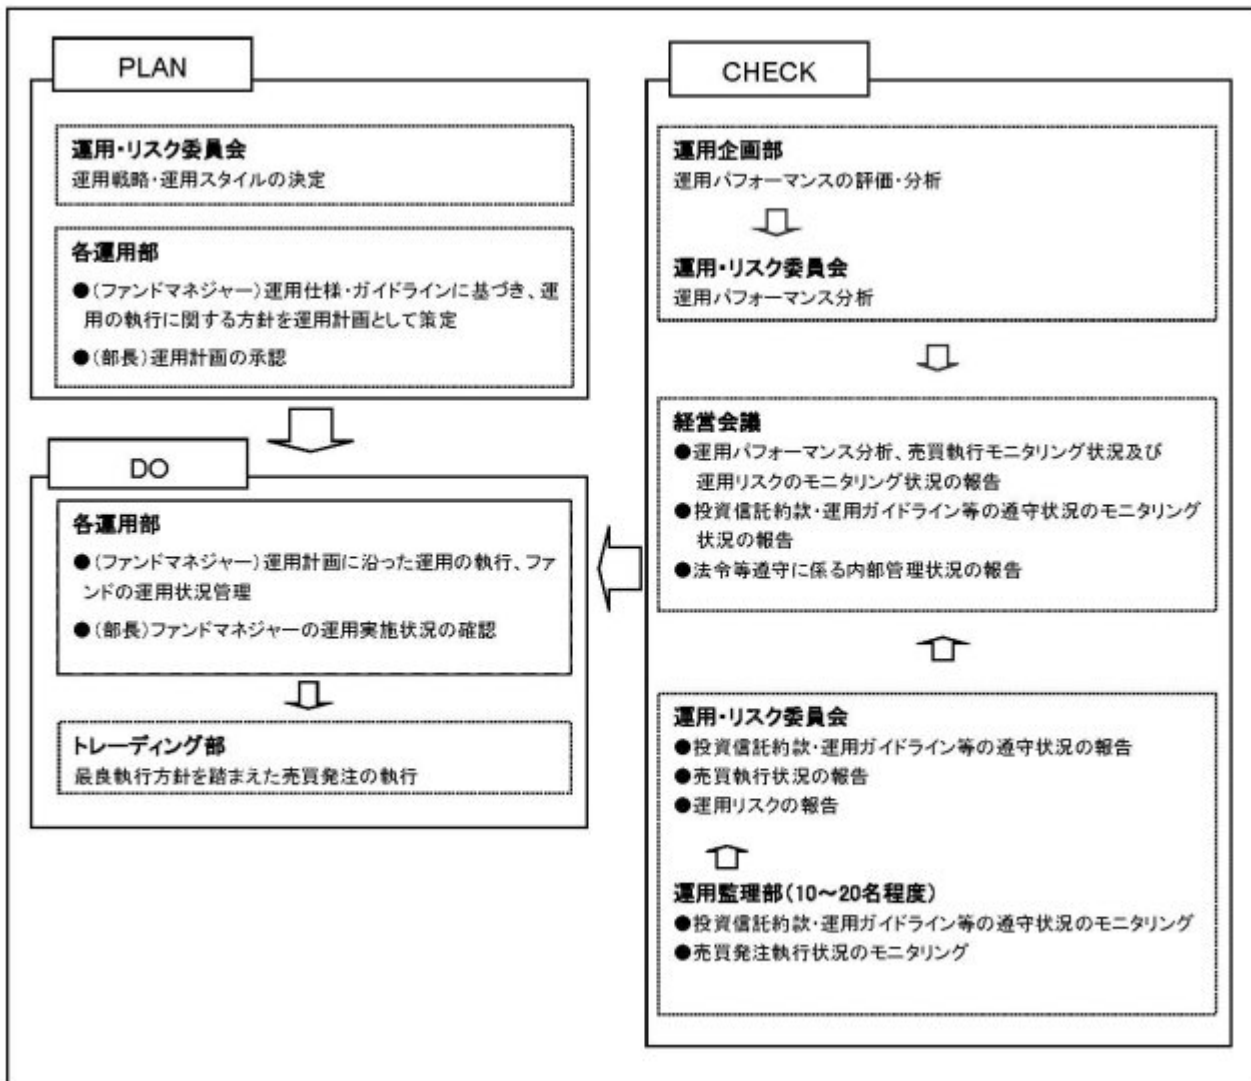 PLAN
運用・リスク委員会
運用戦略・運用スタイルの決定
各運用部
●(ファンドマネジャー)運用仕様・ガイドラインに基づき、運
用の執行に関する方針を運用計画として策定
●(部長)運用計画の承認
DO
各運用部
●(ファンドマネジャー)運用計画に沿った運用の執行、ファ
ンドの運用状況管理
●(部長)ファンドマネジャーの運用実施状況の確認
トレーディング部
最良執行方針を踏まえた売買発注の執行
CHECK
運用企画部
運用パフォーマンスの評価・分析
運用・リスク委員会
運用パフォーマンス分析
経営会議
●運用パフォーマンス分析、売買執行モニタリング状況及び
運用リスクのモニタリング状況の報告
●投資信託約款・運用ガイドライン等の遵守状況のモニタリング
状況の報告
●法令等遵守に係る内部管理状況の報告
運用・リスク委員会
●投資信託約款・運用ガイドライン等の遵守状況の報告
●売買執行状況の報告
●運用リスクの報告
運用監理部(10~20名程度)
●投資信託約款・運用ガイドライン等の遵守状況のモニタリング
●売買発注執行状況のモニタリング